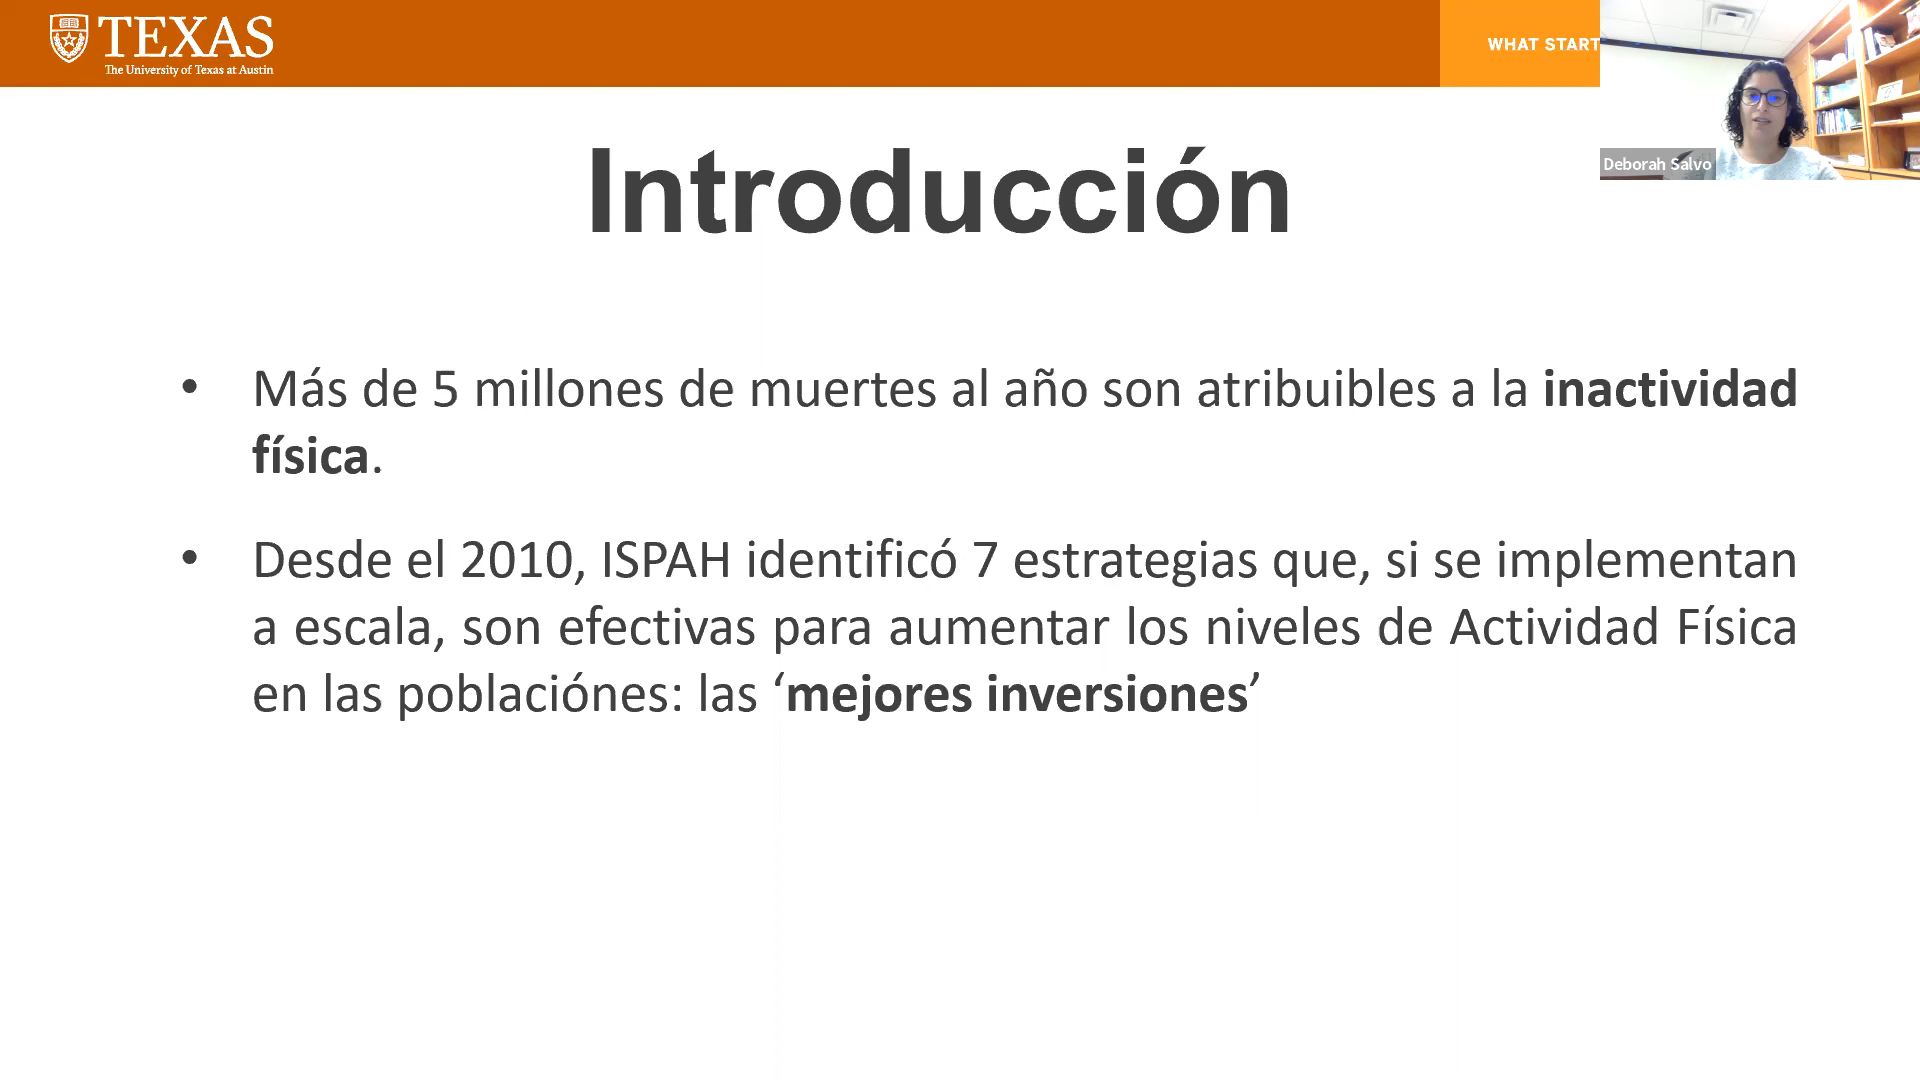 TEXAS
The University of Texas at Austin
WHAT START
Deborah Salvo
Introducción
• Más de 5 millones de muertes al año son atribuibles a la inactividad
física.
• Desde el 2010, ISPAH identificó 7 estrategias que, si se implementan
a escala, son efectivas para aumentar los niveles de Actividad Física
en las poblaciónes: las ‘mejores inversiones’